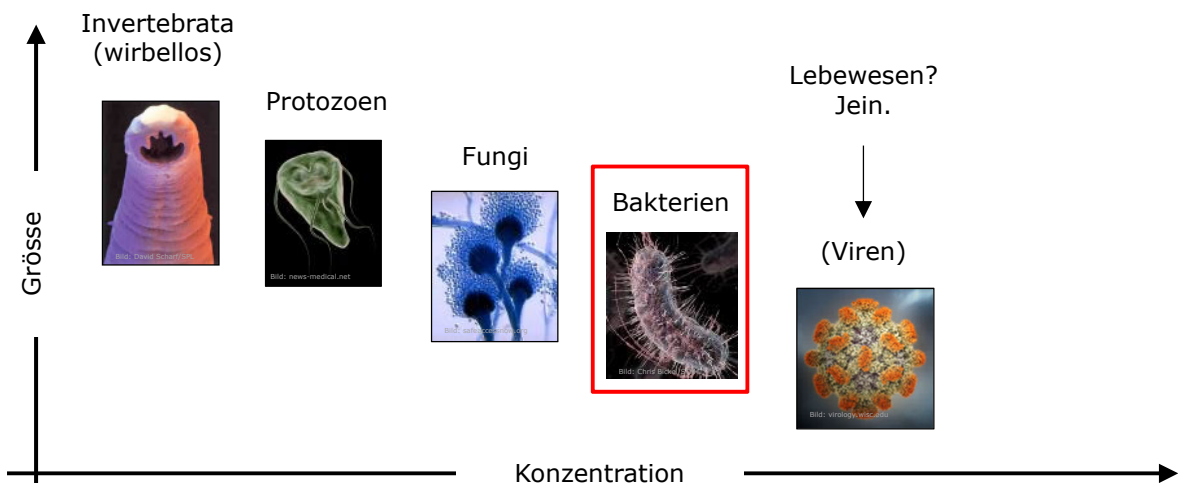 Invertebrata
(wirbellos)
Protozoen
Fungi
Bakterien
Lebewesen?
Jein.
(Viren)
Grösse
Bild: David Scharf/SPL
Bild: news-medical.net
Bild:
Bild: Chris Bickel
Bild: virology.wisc.edu
Konzentration